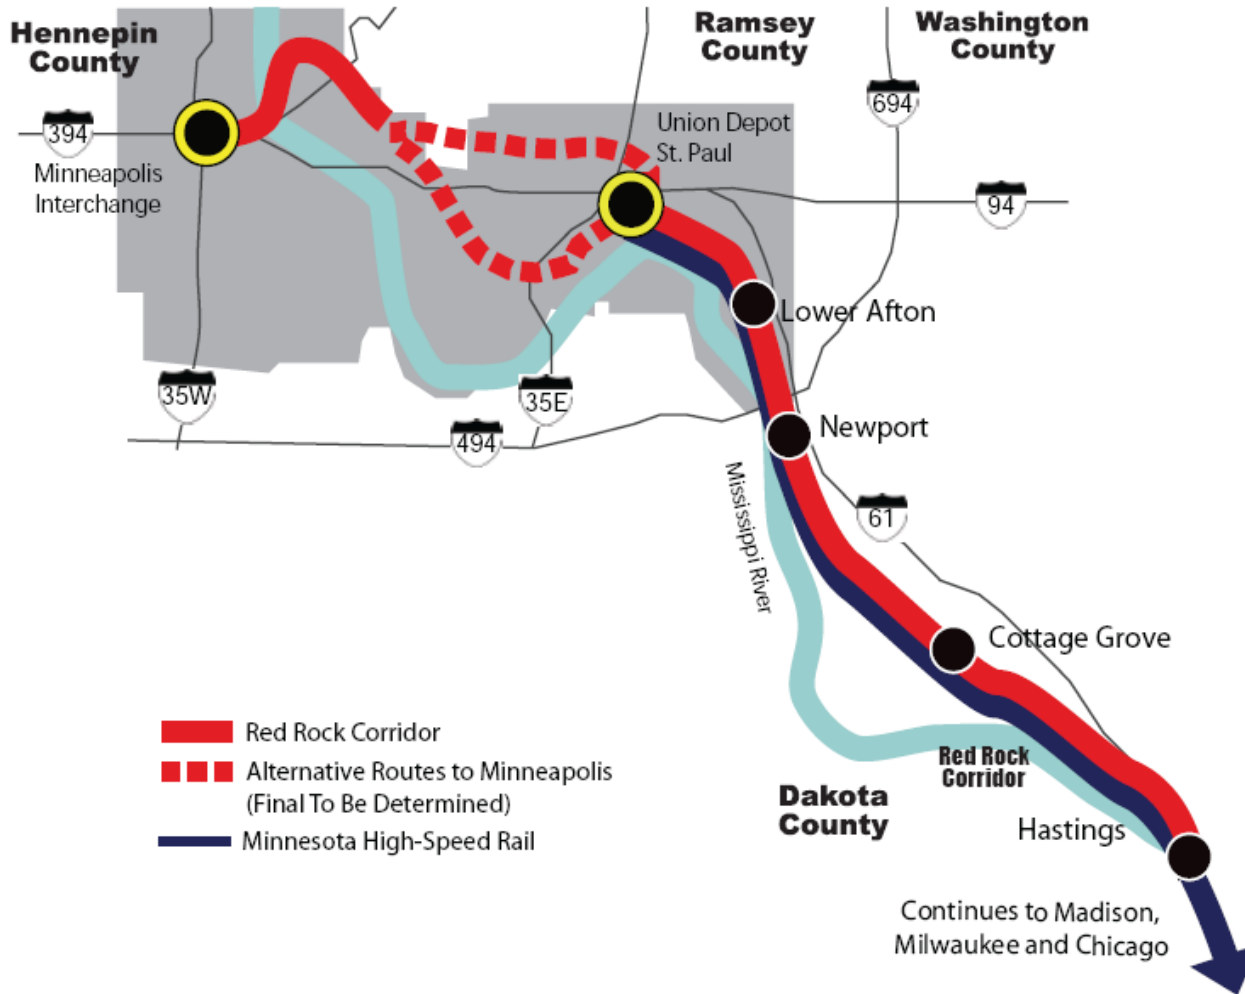 Hennepin
County
Ramsey
County
Washington
County
694
394
Union Depot
St. Paul
Minneapolis
Interchange
94
Lower Afton
35W
35E
Newport
494
Mississippi River
61
Cottage Grove
Red Rock Corridor
Alternative Routes to Minneapolis
(Final To Be Determined)
Minnesota High-Speed Rail
Red Rock
Corridor
Dakota
County
Hastings
Continues to Madison,
Milwaukee and Chicago